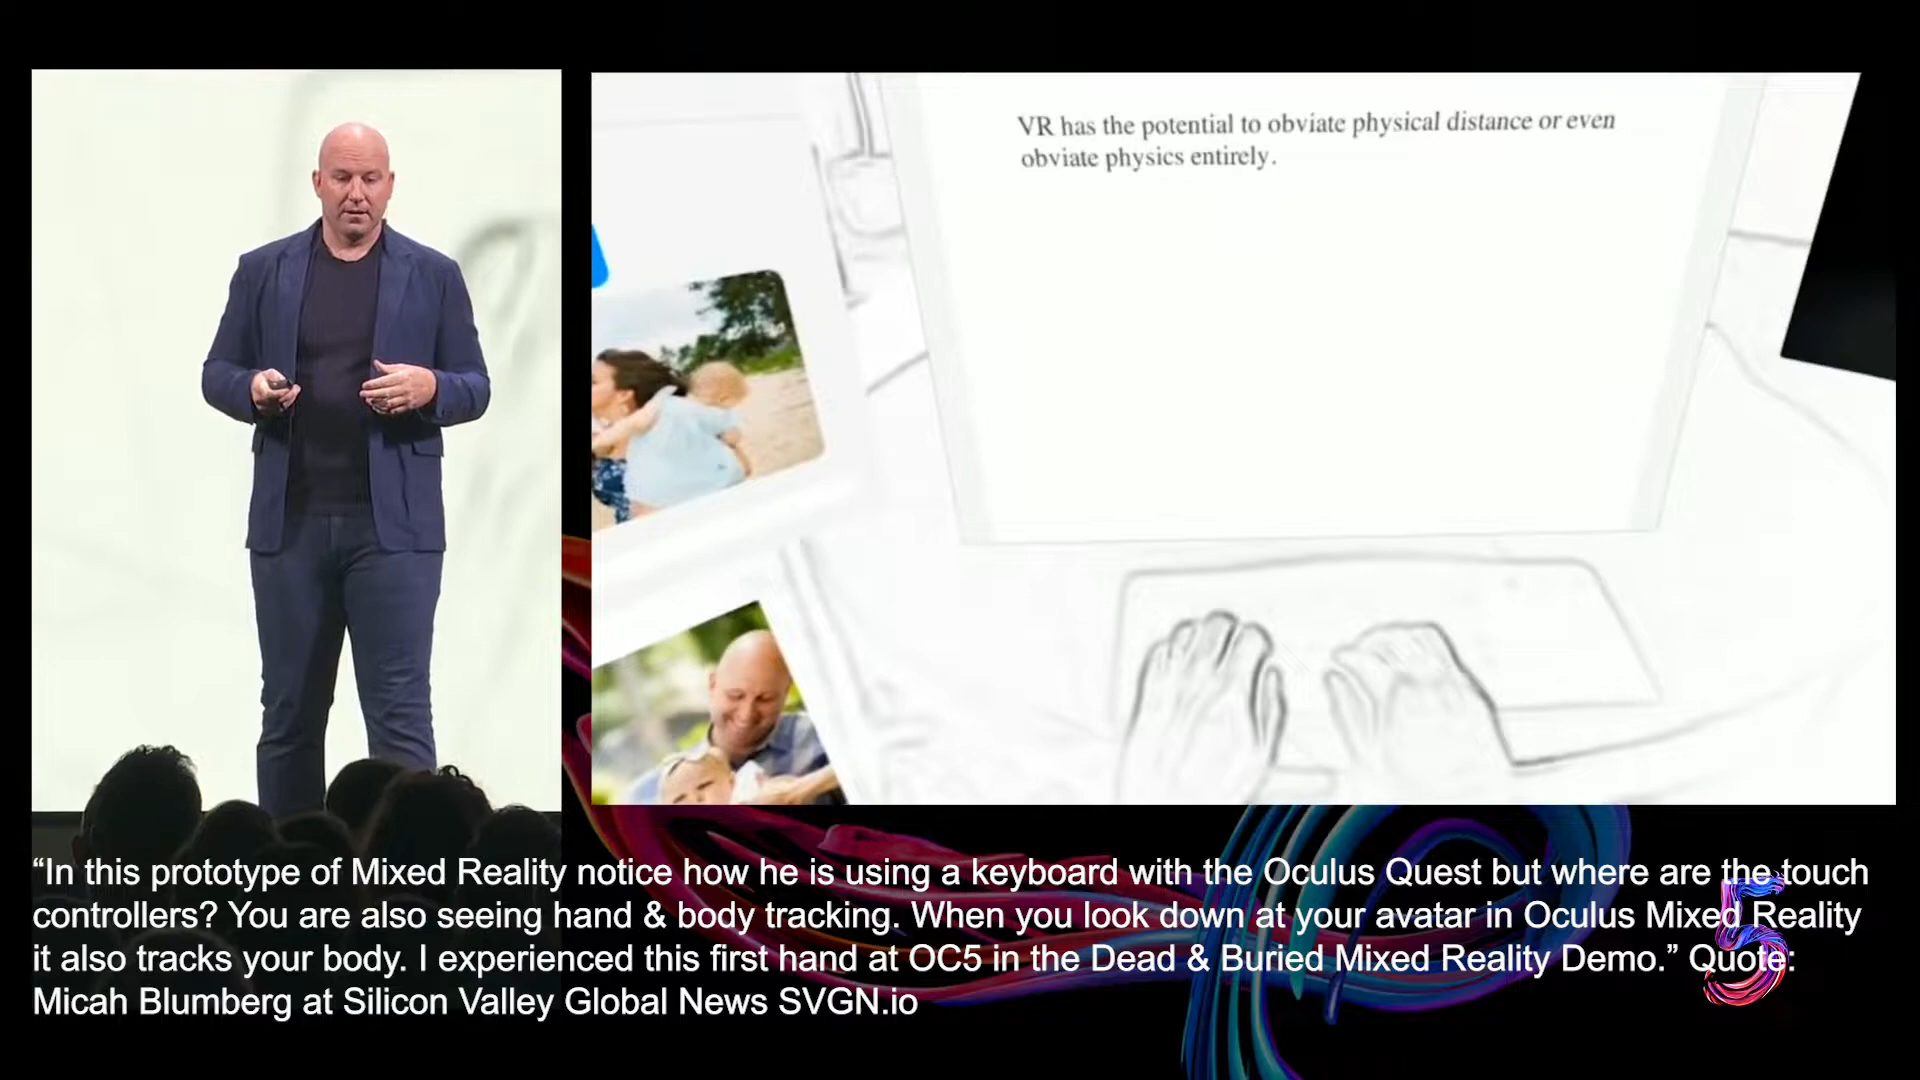 VR has the potential to obviate physical distance or even
obviate physics entirely.
“In this prototype of Mixed Reality notice how he is using a keyboard with the Oculus Quest but where are the touch
controllers? You are also seeing hand & body tracking. When you look down at your avatar in Oculus Mixed Reality
it also tracks your body. I experienced this first hand at OC5 in the Dead & Buried Mixed Reality Demo.” Quote:
Micah Blumberg at Silicon Valley Global News SVGN.io
5